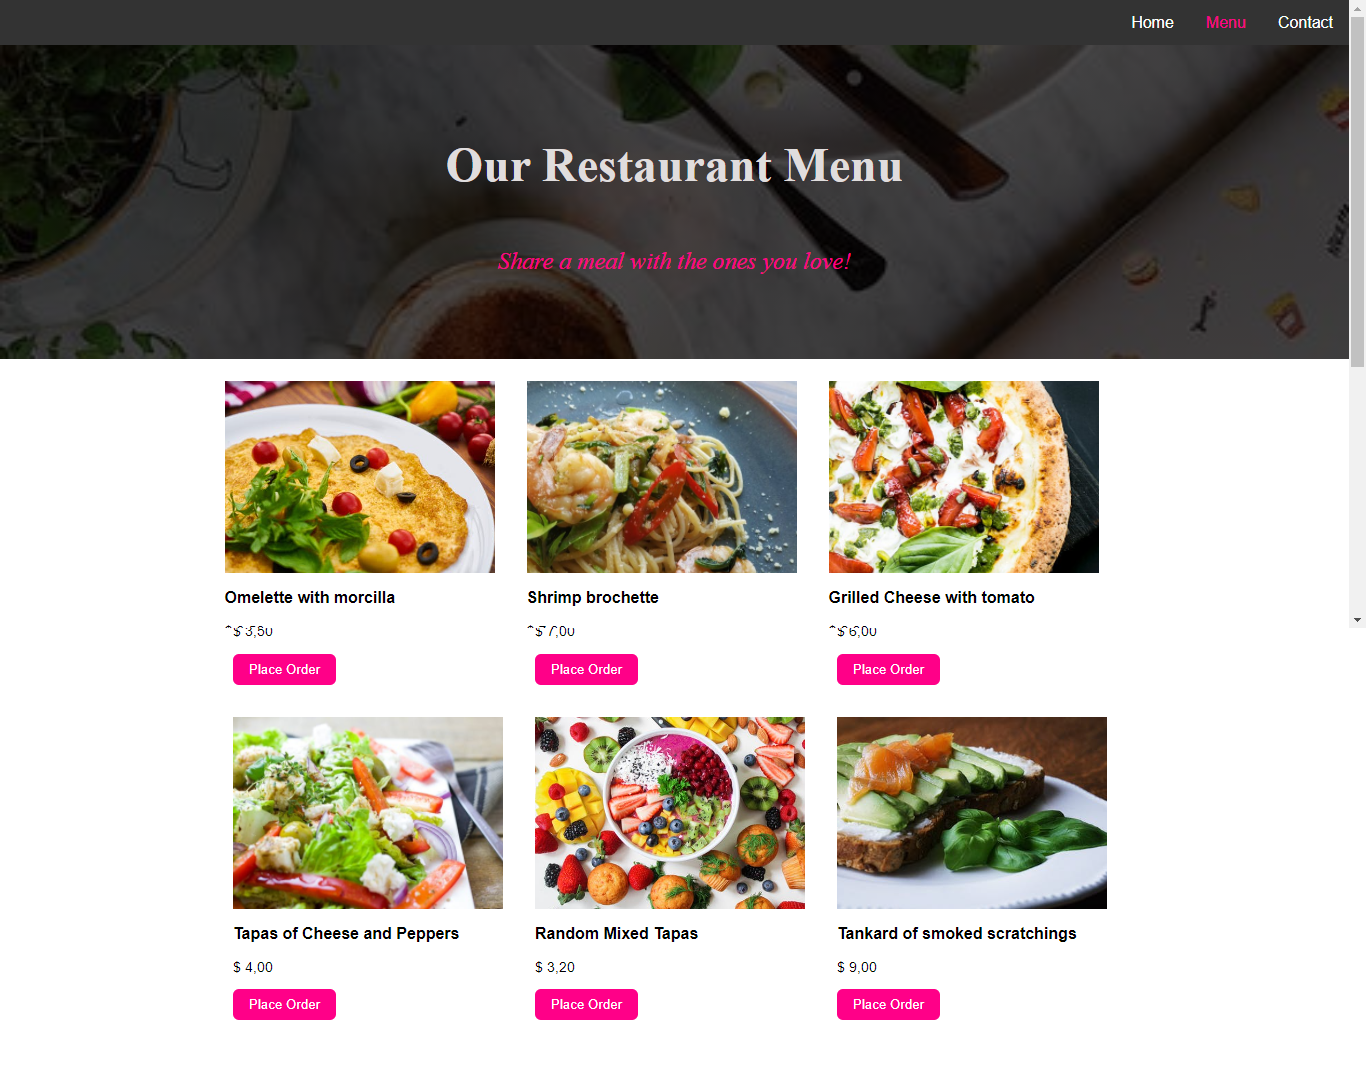 Home Menu Contact
Our Restaurant Menu
Share a meal with the ones you love!
Omelette with morcilla Shrimp brochette Grilled Cheese with tomato
$ 3,50 $ 7,00 $ 6,00
Place Order Place Order Place Order
Tapas of Cheese and Peppers Random Mixed Tapas Tankard of smoked scratchings
$ 4,00 $ 3,20 $ 9,00
Place Order Place Order Place Order